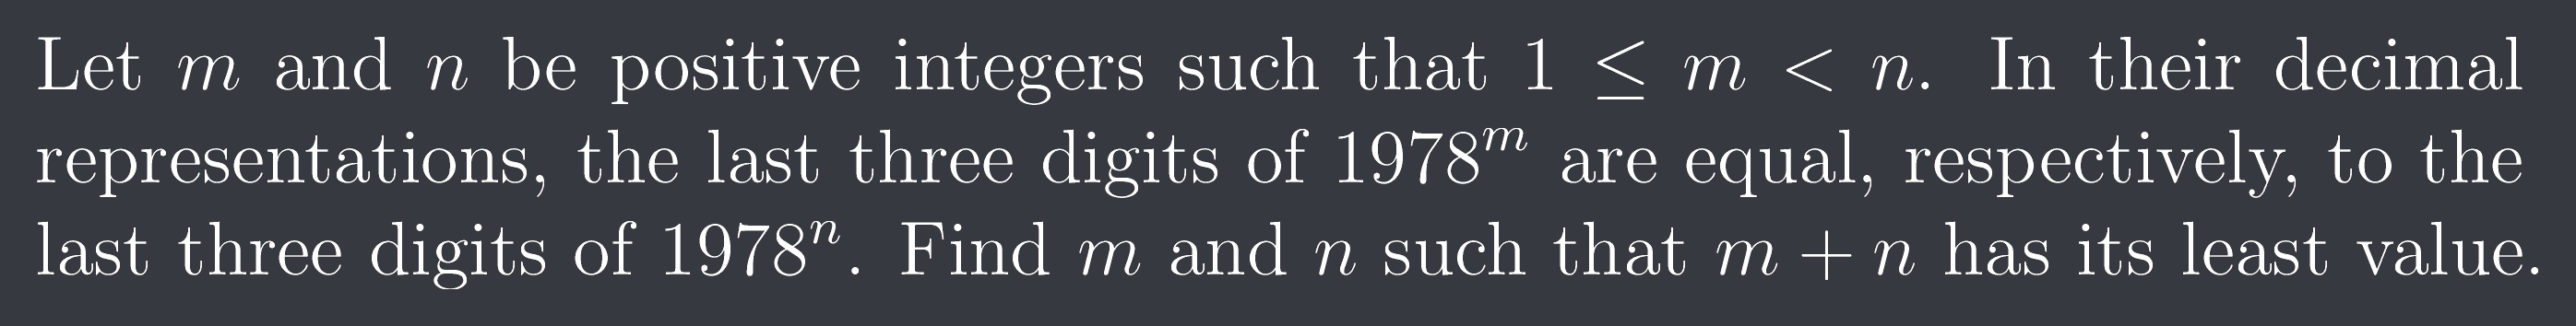 Let m and n be positive integers such that 1 ≤ m < n. In their decimal
representations, the last three digits of 1978^m are equal, respectively, to the
last three digits of 1978^n. Find m and n such that m + n has its least value.